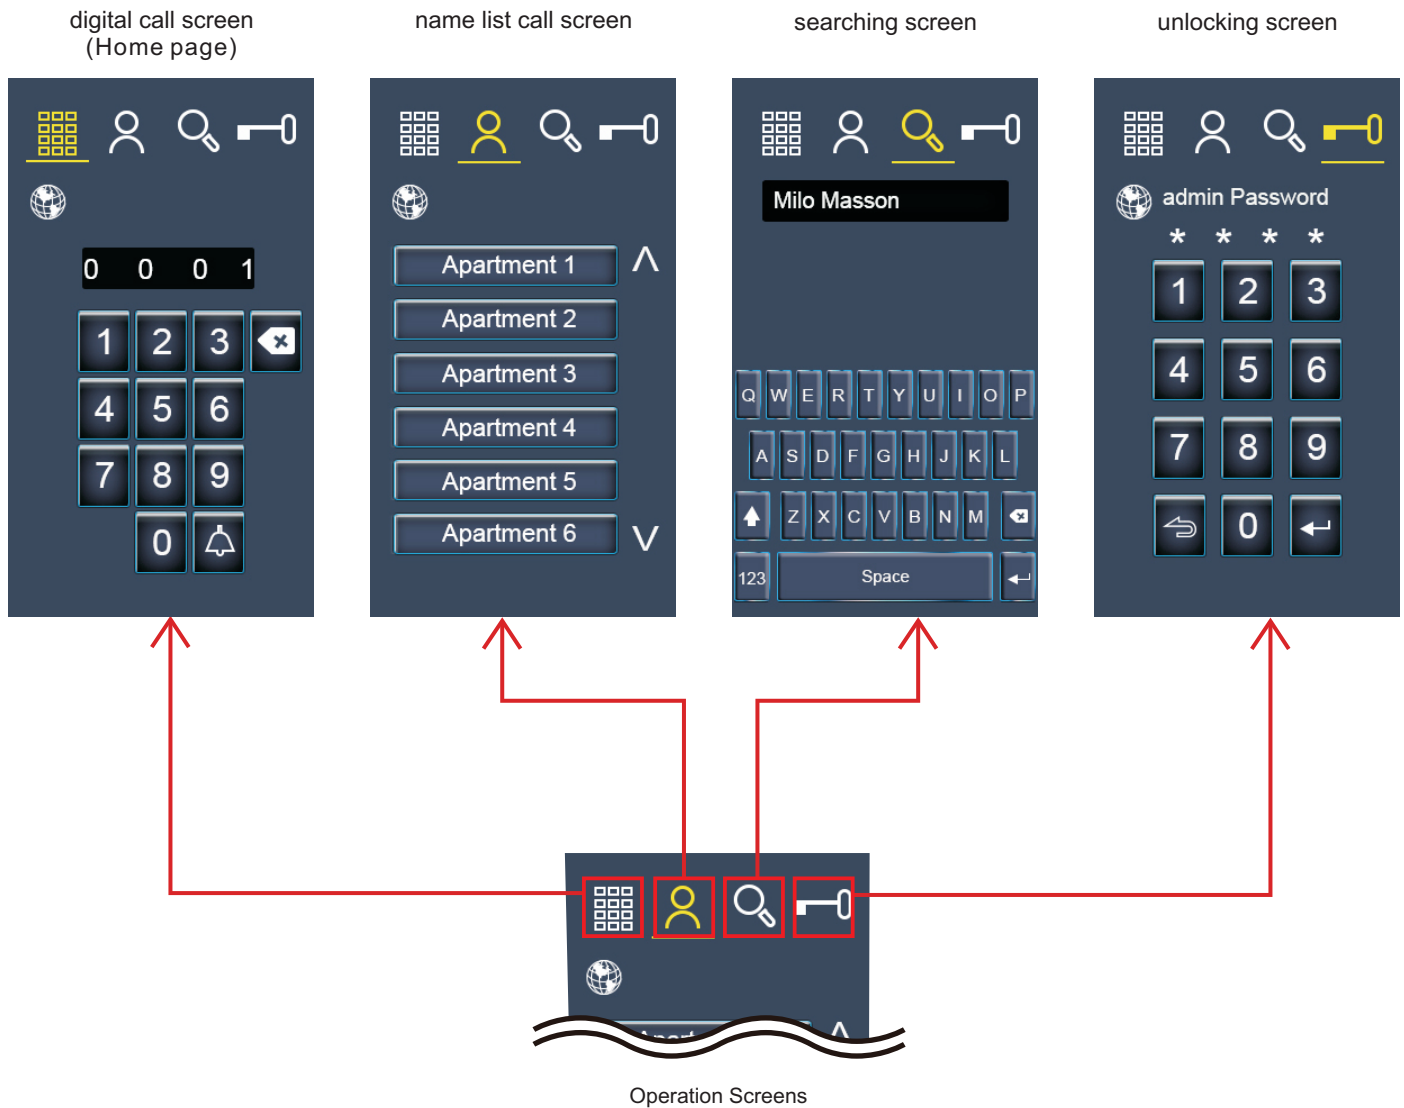 digital call screen
(Home page)
name list call screen
searching screen
unlocking screen
0 0 0 1
1 2 3
4 5 6
7 8 9
0
Apartment 1
Apartment 2
Apartment 3
Apartment 4
Apartment 5
Apartment 6
Milo Masson
Q W E R T Y U I O P
A S D F G H J K L
Z X C V B N M
123 Space
admin Password
* * * *
1 2 3
4 5 6
7 8 9
0
Operation Screens